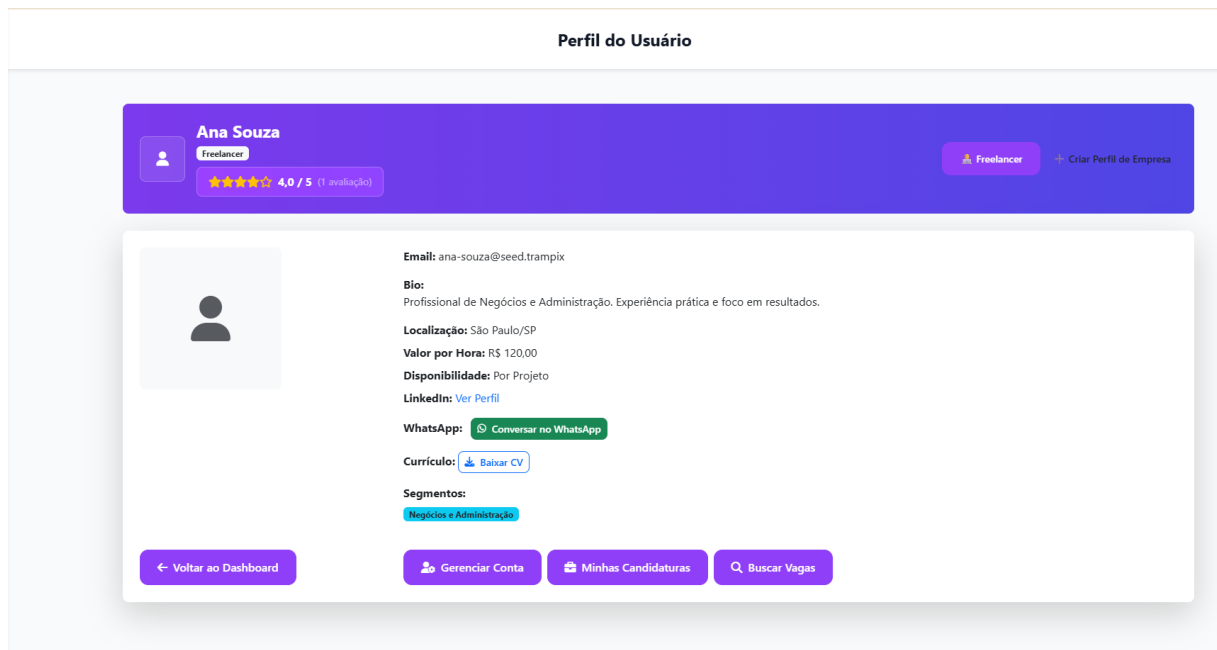 Perfil do Usuário
Ana Souza
Freelancer
4,0 / 5 (1 avaliação)
Freelancer
Criar Perfil de Empresa
Email: ana-souza@seed.trampix
Bio:
Profissional de Negócios e Administração. Experiência prática e foco em resultados.
Localização: São Paulo/SP
Valor por Hora: R$ 120,00
Disponibilidade: Por Projeto
LinkedIn: Ver Perfil
WhatsApp: Conversar no WhatsApp
Currículo: Baixar CV
Segmentos:
Negócios e Administração
Voltar ao Dashboard
Gerenciar Conta
Minhas Candidaturas
Buscar Vagas